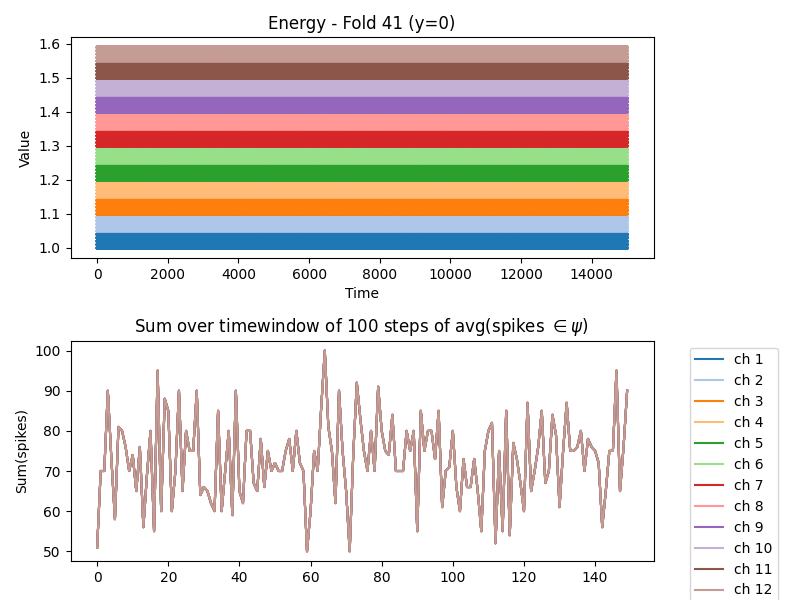 Energy - Fold 41 (y=0)
1.6
1.5
1.4
1.3
1.2
1.1
1.0
Value
0 2000 4000 6000 8000 10000 12000 14000
Time
Sum over timewindow of 100 steps of avg(spikes ∈ ψ)
100
90
80
70
60
50
Sum(spikes)
0 20 40 60 80 100 120 140
ch 1
ch 2
ch 3
ch 4
ch 5
ch 6
ch 7
ch 8
ch 9
ch 10
ch 11
ch 12